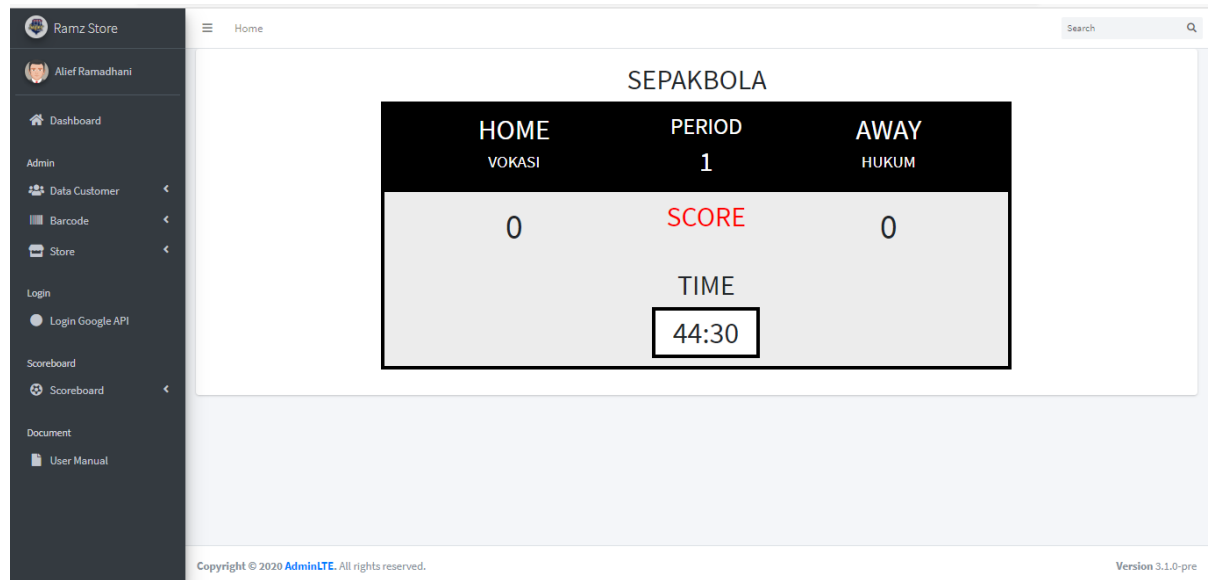 Ramz Store
Home
Search
Alief Ramadhani
Dashboard
Admin
Data Customer
Barcode
Store
Login
Login Google API
Scoreboard
Scoreboard
Document
User Manual
SEPAKBOLA
HOME PERIOD AWAY
VOKASI 1 HUKUM
0 SCORE 0
TIME
44:30
Copyright © 2020 AdminLTE. All rights reserved.
Version 3.1.0-pre